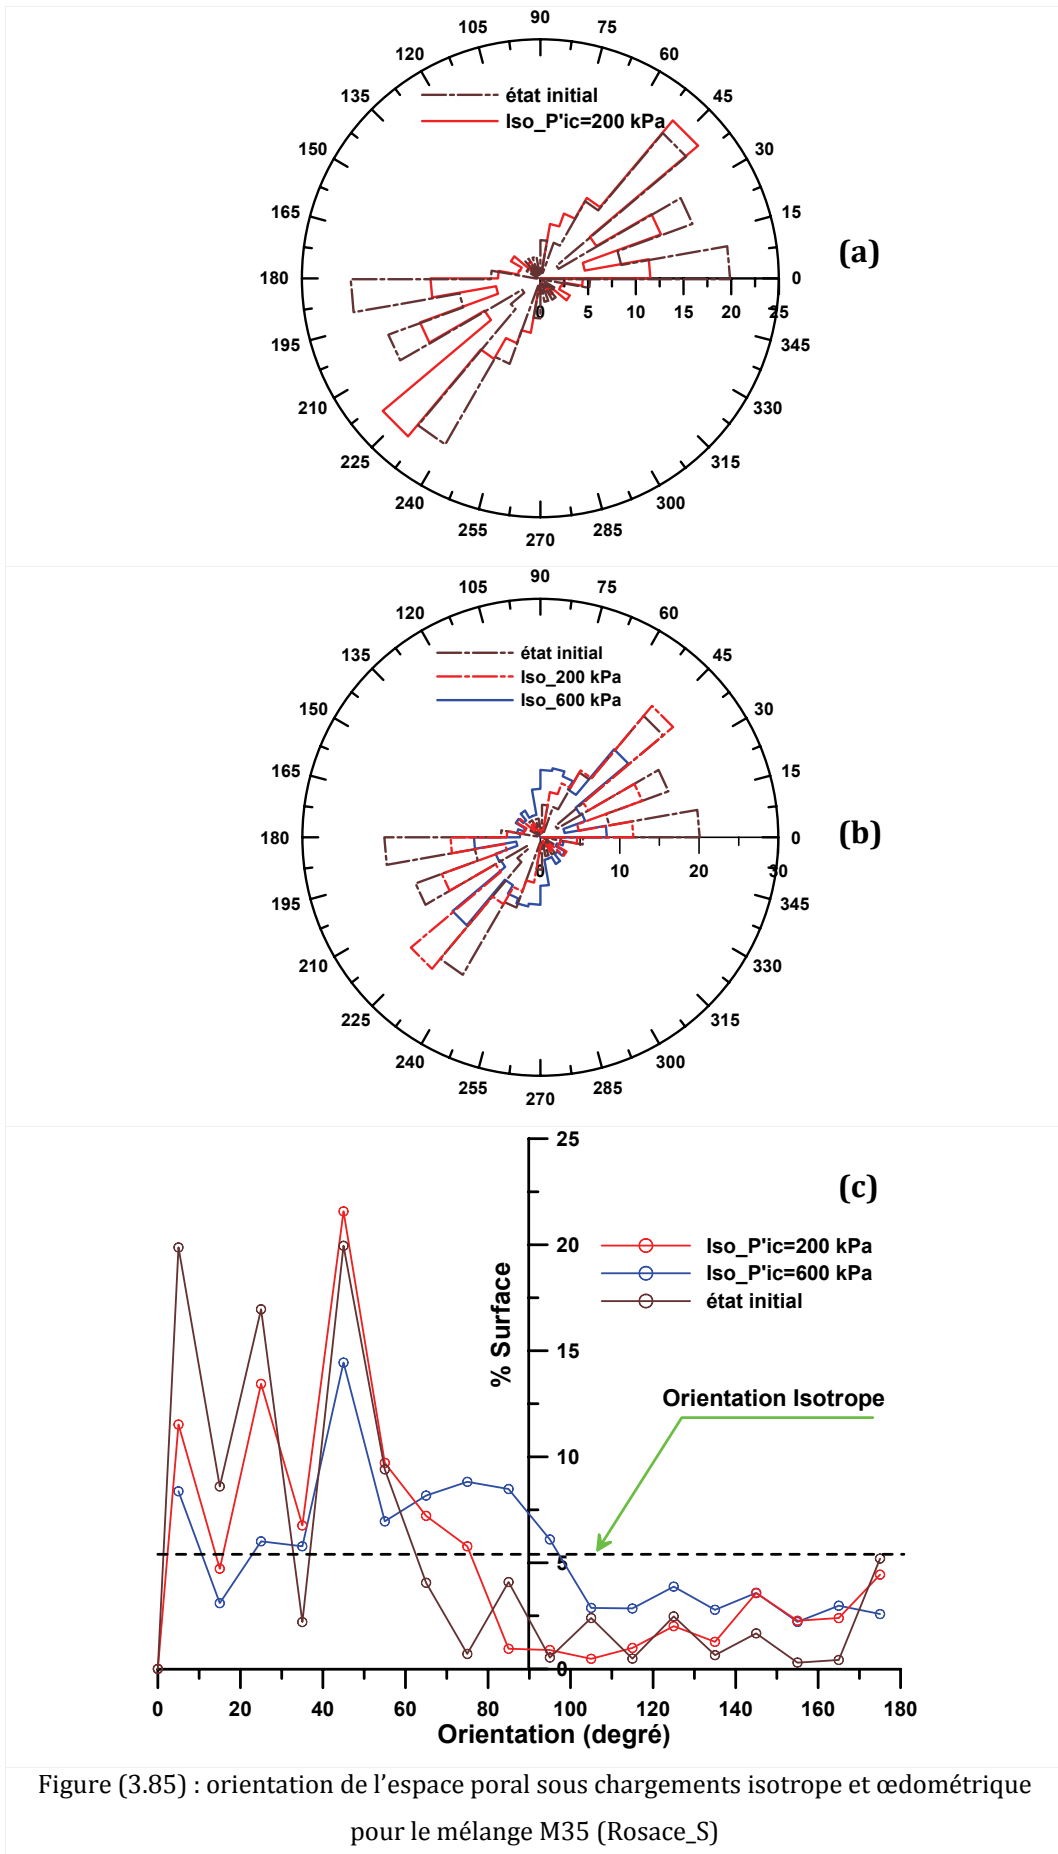 90
105
75
120
60
135
45
150
30
165
15
180
0
195
345
210
330
225
315
240
300
255
285
270
état initial
Iso_P'ic=200 kPa
(a)
0 5 10 15 20 25
90
105
75
120
60
135
45
150
30
165
15
180
0
195
345
210
330
225
315
240
300
255
285
270
état initial
Iso_200 kPa
Iso_600 kPa
(b)
0 10 20 30
25
20
15
10
5
0
% Surface
(c)
Iso_P'ic=200 kPa
Iso_P'ic=600 kPa
état initial
Orientation Isotrope
0 20 40 60 80 100 120 140 160 180
Orientation (degré)
Figure (3.85) : orientation de l’espace poral sous chargements isotrope et œdométrique
pour le mélange M35 (Rosace_S)